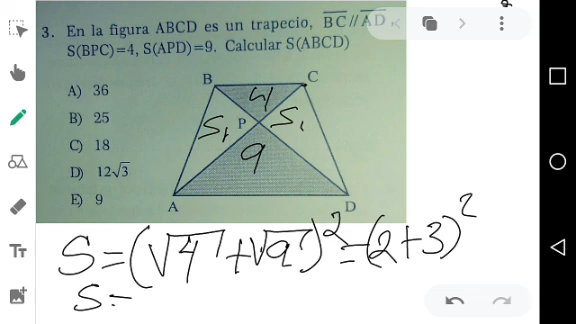 3. En la figura ABCD es un trapecio, BC // AD
S(BPC)=4, S(APD)=9. Calcular S(ABCD)
A) 36
B) 25
C) 18
D) 12√3
E) 9
B C
4
S₁ P S₁
9
A D
S=(√4+√9)²=(2+3)²
S=
Tт